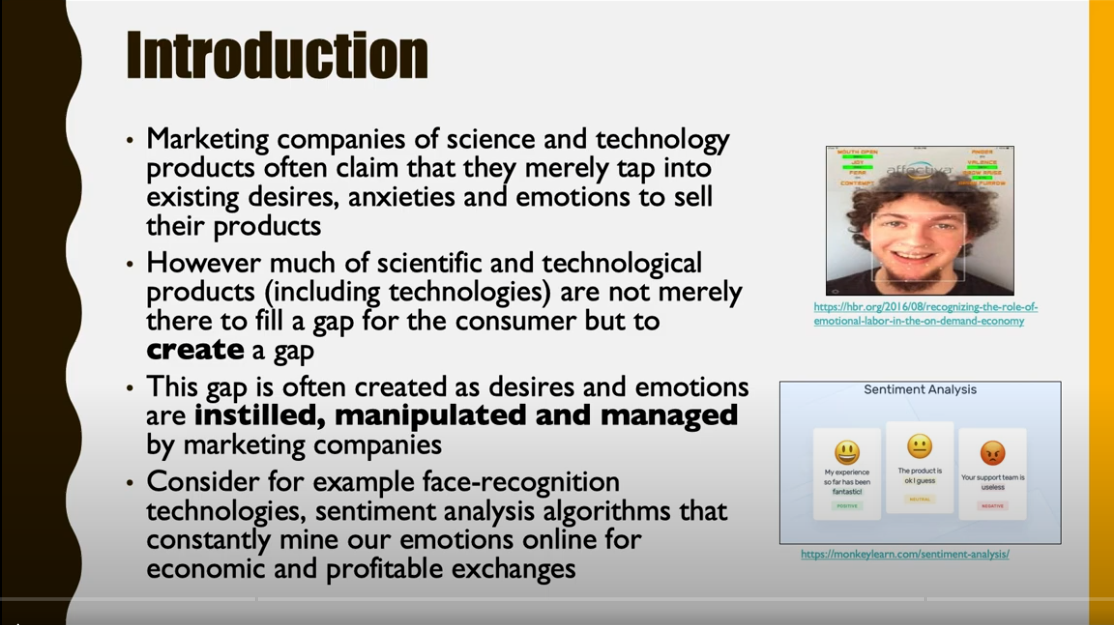 Introduction
• Marketing companies of science and technology
products often claim that they merely tap into
existing desires, anxieties and emotions to sell
their products
• However much of scientific and technological
products (including technologies) are not merely
there to fill a gap for the consumer but to
create a gap
• This gap is often created as desires and emotions
are instilled, manipulated and managed
by marketing companies
• Consider for example face-recognition
technologies, sentiment analysis algorithms that
constantly mine our emotions online for
economic and profitable exchanges
MOUTH OPEN
JOY
CONTEMPT
affectiva
ANGER
VALENCE
https://hbr.org/2016/08/recognizing-the-role-of-
emotional-labor-in-the-on-demand-economy
Sentiment Analysis
My experience
so far has been
fantastic!
POSITIVE
The product is
ok I guess
NEUTRAL
Your support team is
useless
NEGATIVE
https://monkeylearn.com/sentiment-analysis/